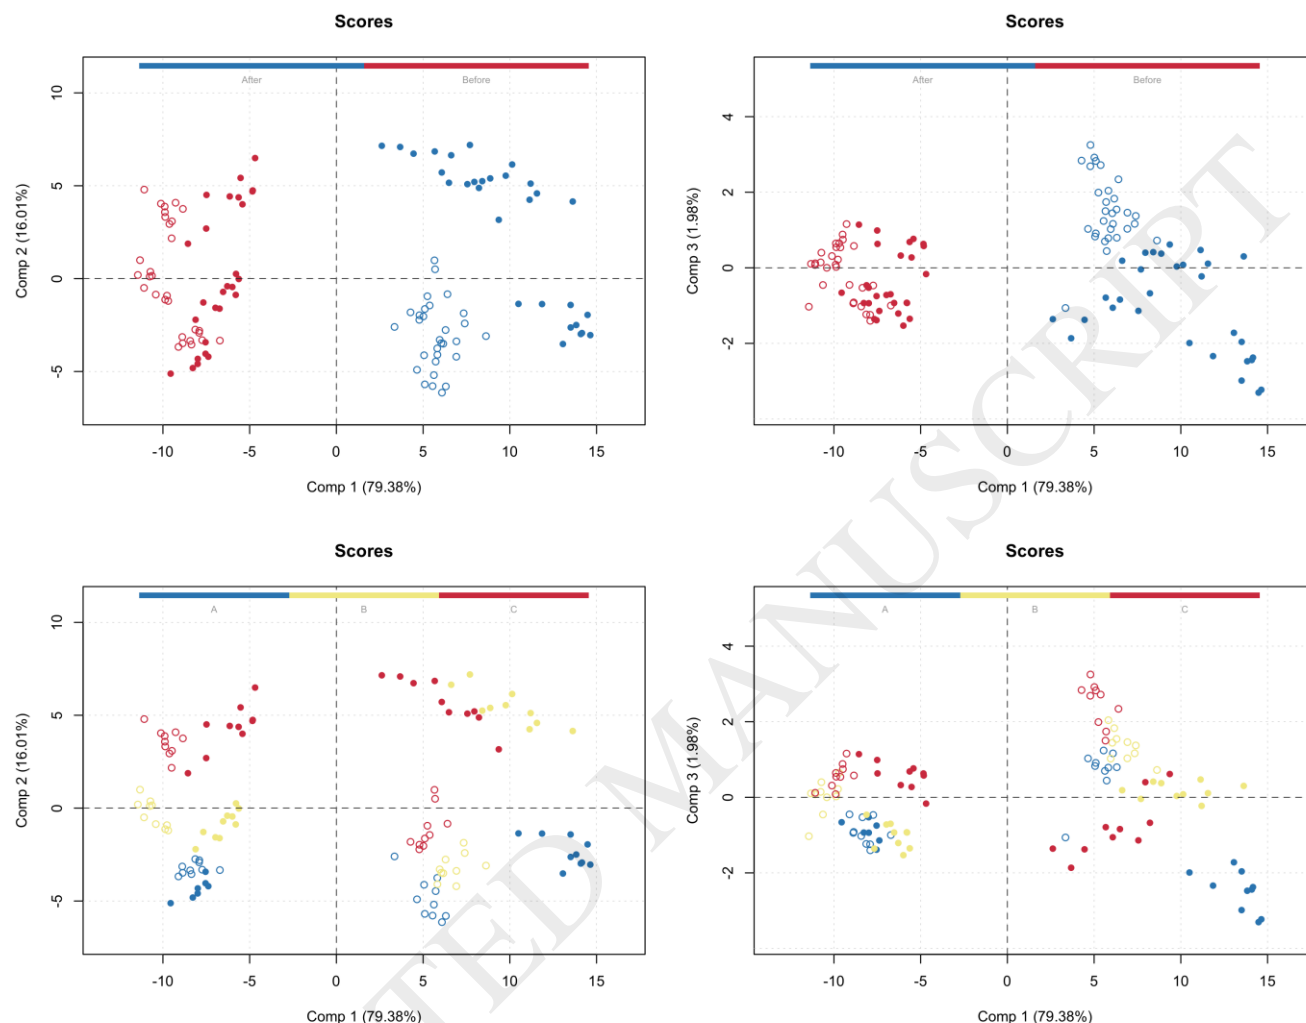 Scores
Scores
After
Before
After
Before
10
5
0
-5
Comp 2 (16.01%)
4
2
0
-2
Comp 3 (1.98%)
-10
-5
0
5
10
15
-10
-5
0
5
10
15
Comp 1 (79.38%)
Comp 1 (79.38%)
Scores
Scores
A
B
C
A
B
C
10
5
0
-5
Comp 2 (16.01%)
4
2
0
-2
Comp 3 (1.98%)
-10
-5
0
5
10
15
-10
-5
0
5
10
15
Comp 1 (79.38%)
Comp 1 (79.38%)
TED MANUSCRIPT